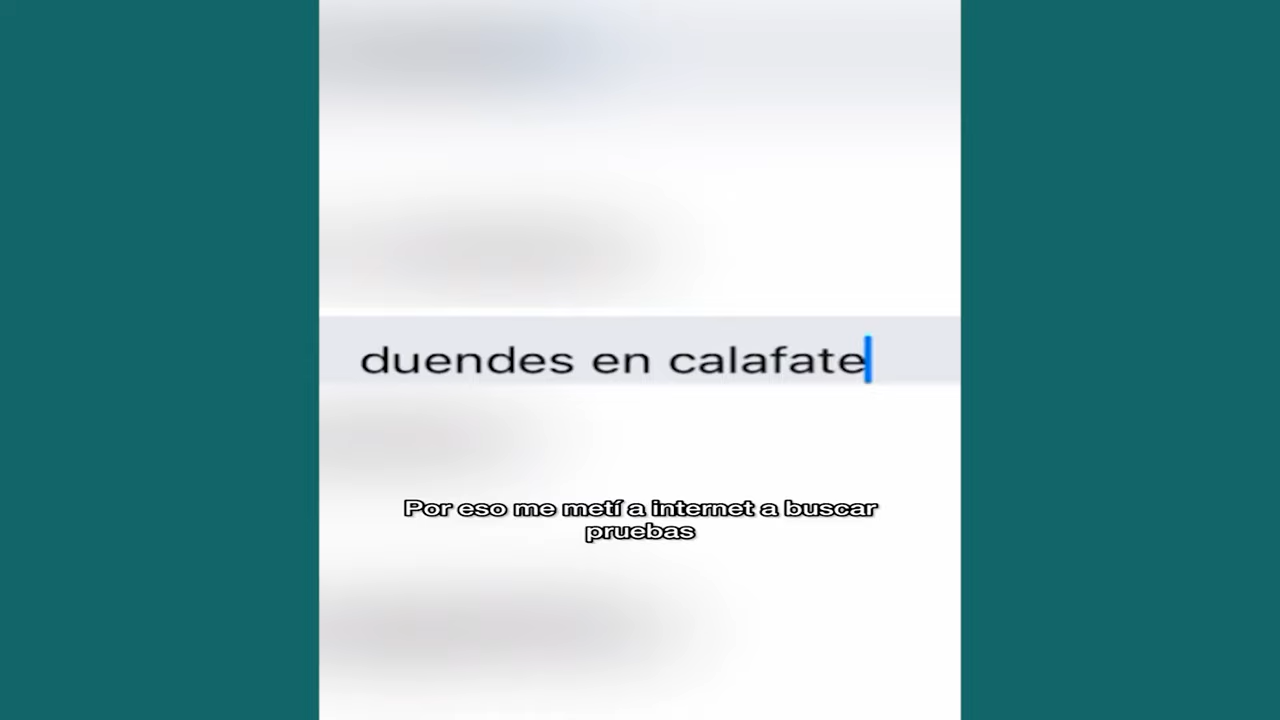 duendes en calafate
Por eso me metí a internet a buscar
pruebas